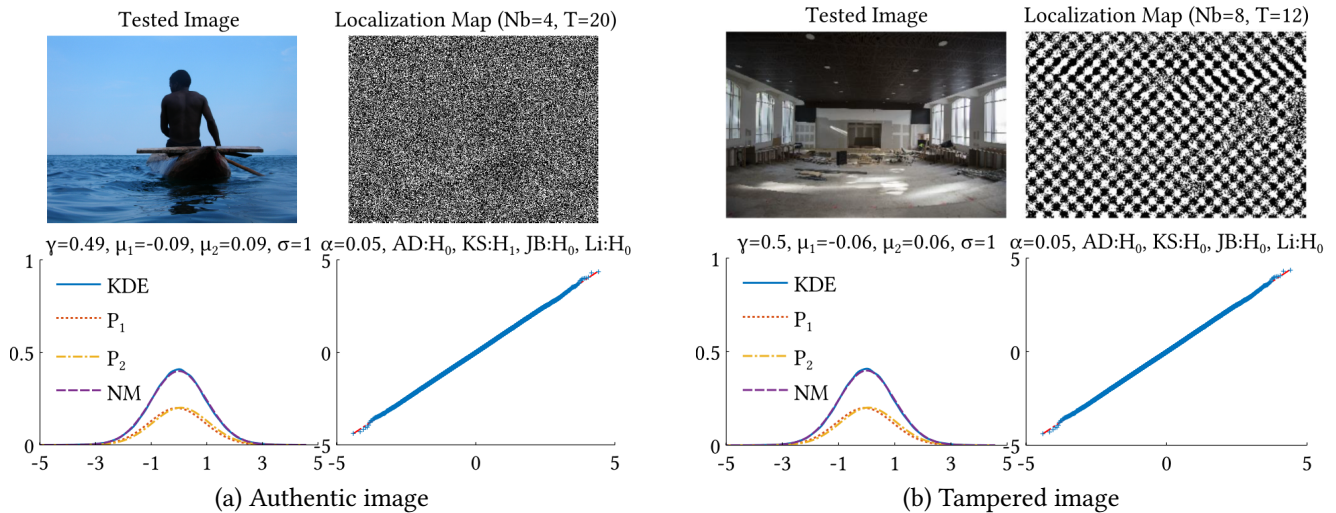 Tested Image
Localization Map (Nb=4, T=20)
γ=0.49, μ₁=-0.09, μ₂=0.09, σ=1
α=0.05, AD:H₀, KS:H₁, JB:H₀, Li:H₀
1
0.5
0
KDE
P₁
P₂
NM
-5 -3 -1 1 3 5
5
0
-5
-5 0 5
(a) Authentic image
Tested Image
Localization Map (Nb=8, T=12)
γ=0.5, μ₁=-0.06, μ₂=0.06, σ=1
α=0.05, AD:H₀, KS:H₀, JB:H₀, Li:H₀
1
0.5
0
KDE
P₁
P₂
NM
-5 -3 -1 1 3 5
5
0
-5
-5 0 5
(b) Tampered image